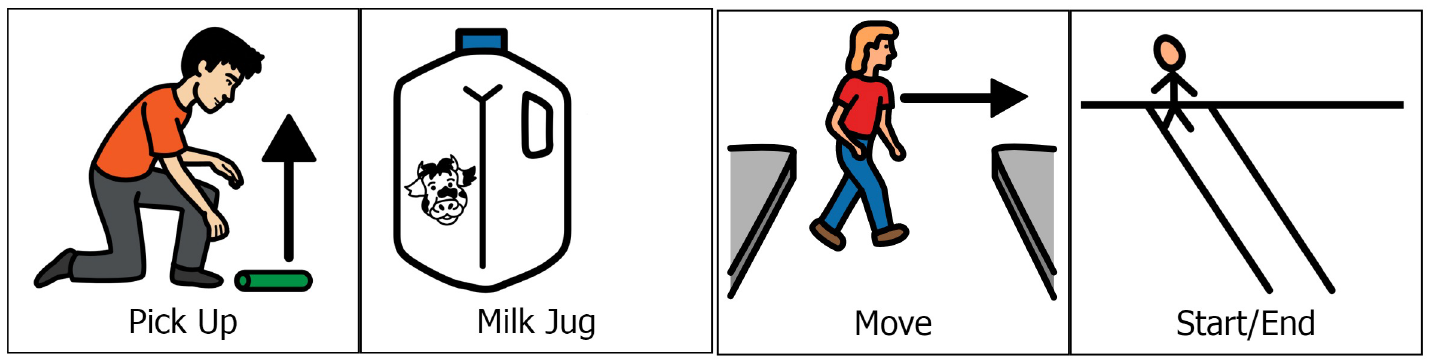 Pick Up
Milk Jug
Move
Start/End